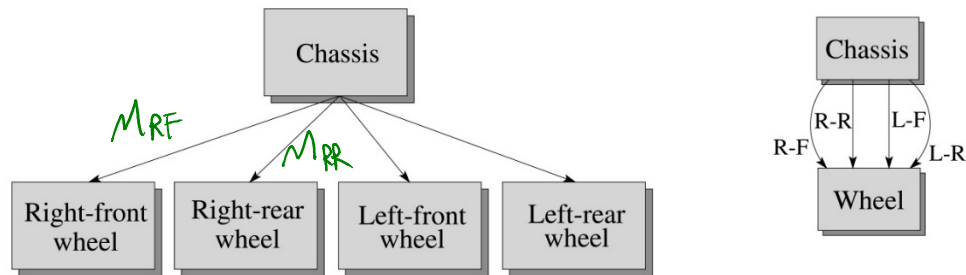 Chassis
M_RF
M_RR
Right-front
wheel
Right-rear
wheel
Left-front
wheel
Left-rear
wheel
Chassis
R-F
R-R
L-F
L-R
Wheel